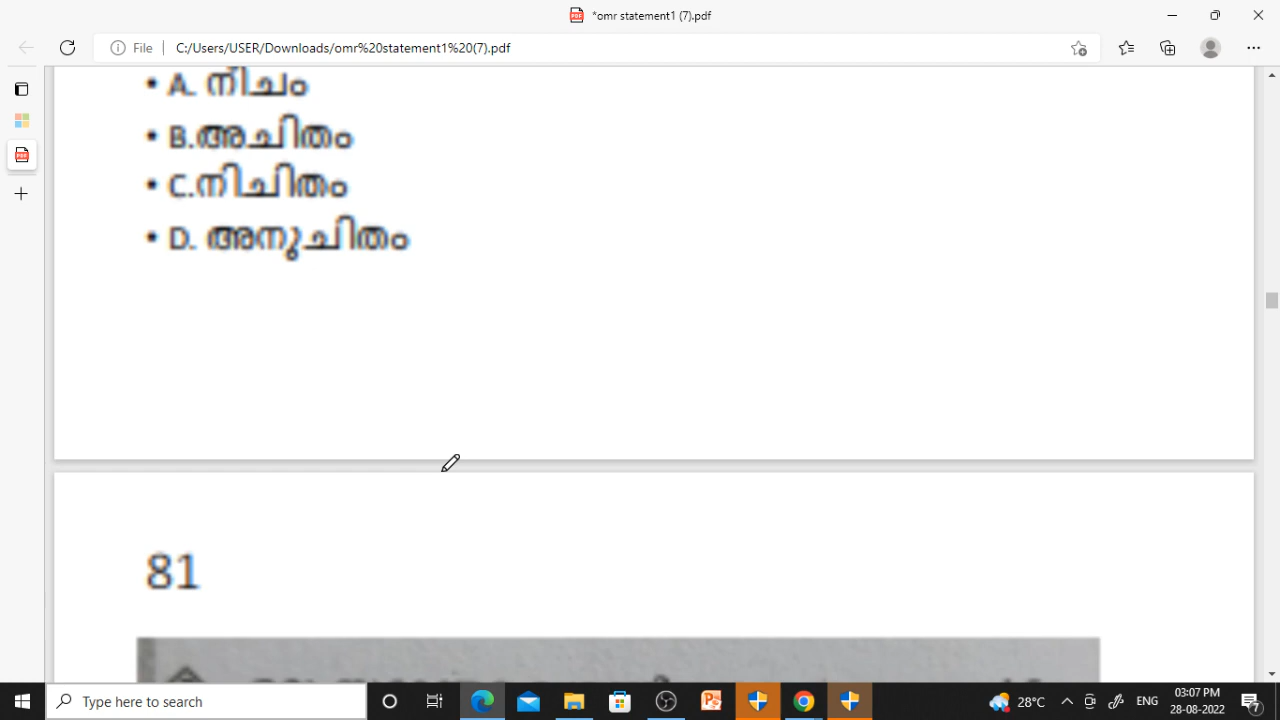 *omr statement1 (7).pdf
File
C:/Users/USER/Downloads/omr%20statement1%20(7).pdf
• A. നിചം
• B.അചിതം
• C.നിചിതം
• D. അനുചിതം
81
Type here to search
28°C
ENG
03:07 PM
28-08-2022
7